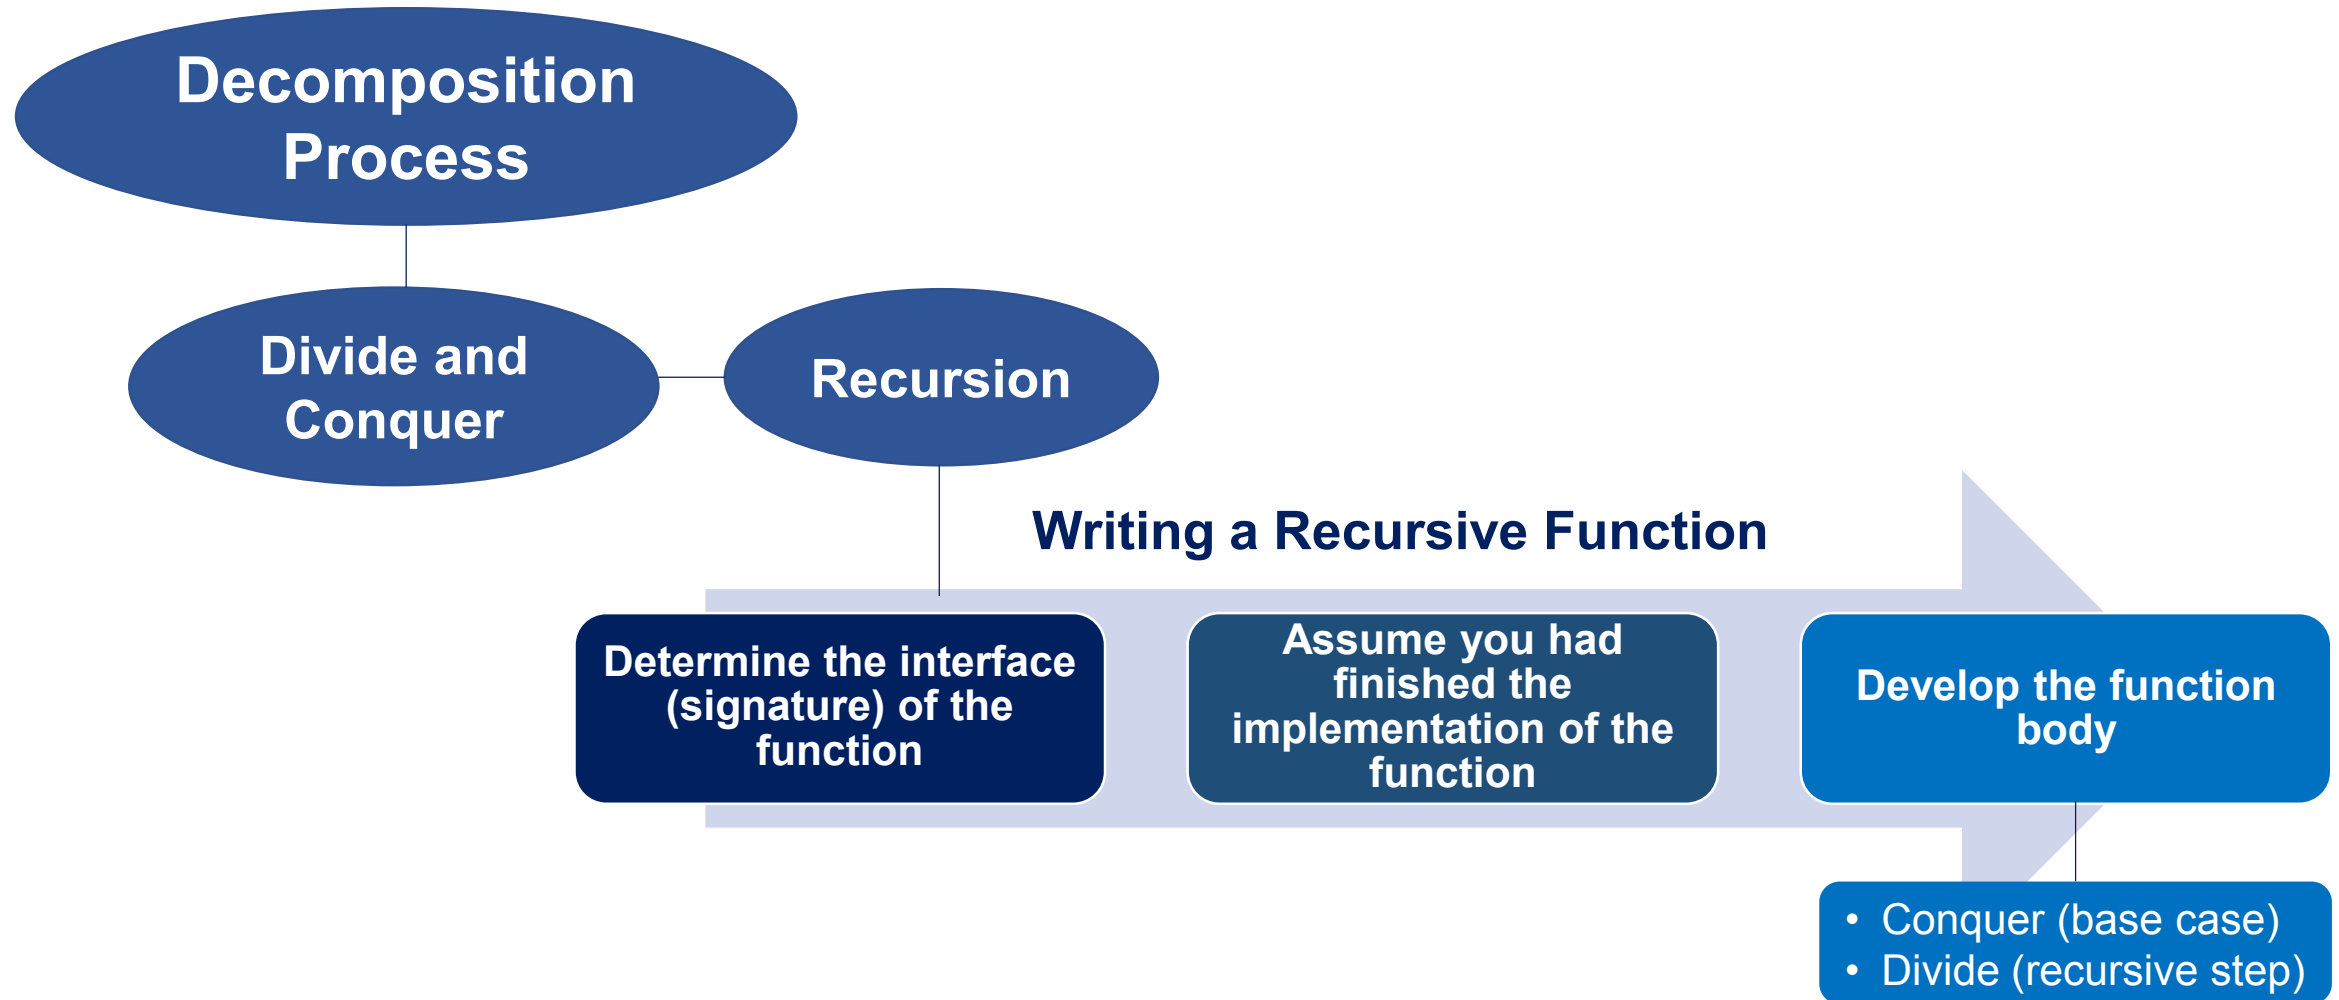 Decomposition
Process
Divide and
Conquer
Recursion
Writing a Recursive Function
Determine the interface
(signature) of the
function
Assume you had
finished the
implementation of the
function
Develop the function
body
• Conquer (base case)
• Divide (recursive step)